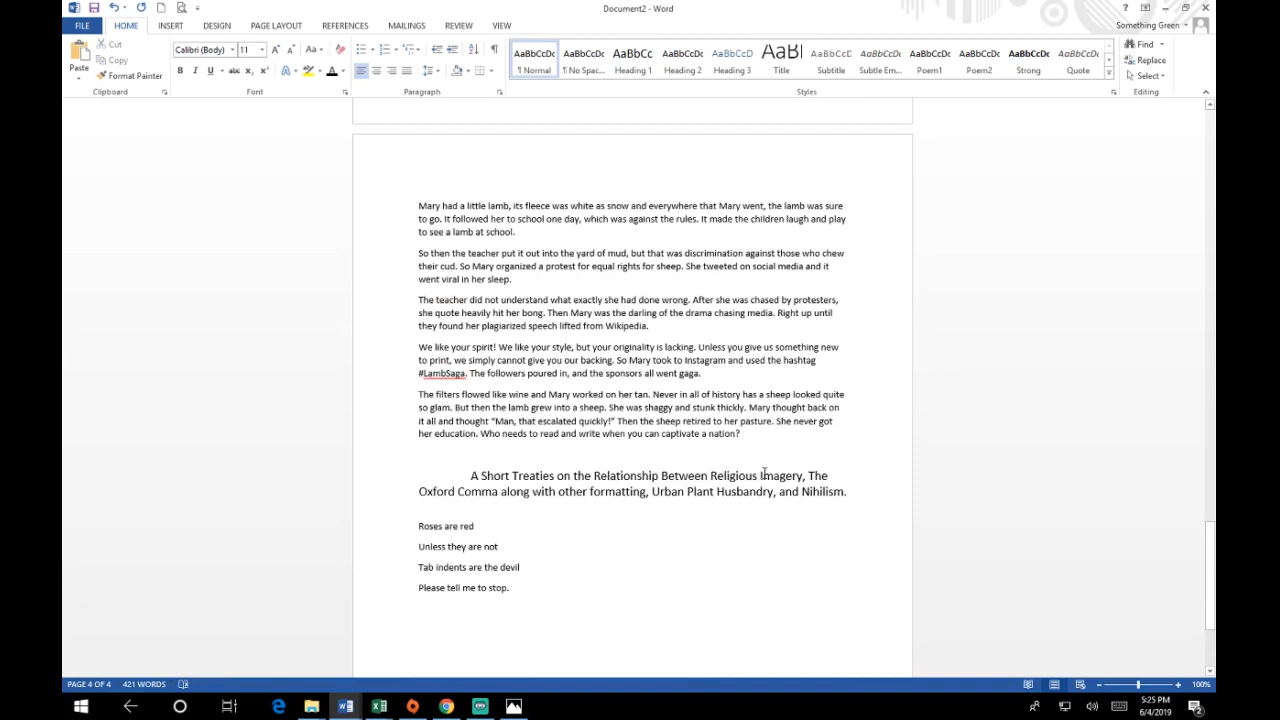 Document2 - Word
FILE HOME INSERT DESIGN PAGE LAYOUT REFERENCES MAILINGS REVIEW VIEW
Something Green
Paste
Cut
Copy
Format Painter
Clipboard
Calibri (Body) 11
Font
Paragraph
AaBbCcDc AaBbCcDc AaBbCc AaBbCcDc AaBbCcD AaBl AaBbCcDc AaBbCcDc AaBbCcDc AaBbCcDc AaBbCcDc AaBbCcDc
¶ Normal ¶ No Spac... Heading 1 Heading 2 Heading 3 Title Subtitle Subtle Em... Poem1 Poem2 Strong Quote
Styles
Find
Replace
Select
Editing
Mary had a little lamb, its fleece was white as snow and everywhere that Mary went, the lamb was sure
to go. It followed her to school one day, which was against the rules. It made the children laugh and play
to see a lamb at school.
So then the teacher put it out into the yard of mud, but that was discrimination against those who chew
their cud. So Mary organized a protest for equal rights for sheep. She tweeted on social media and it
went viral in her sleep.
The teacher did not understand what exactly she had done wrong. After she was chased by protesters,
she quote heavily hit her bong. Then Mary was the darling of the drama chasing media. Right up until
they found her plagiarized speech lifted from Wikipedia.
We like your spirit! We like your style, but your originality is lacking. Unless you give us something new
to print, we simply cannot give you our backing. So Mary took to Instagram and used the hashtag
#LambSaga. The followers poured in, and the sponsors all went gaga.
The filters flowed like wine and Mary worked on her tan. Never in all of history has a sheep looked quite
so glam. But then the lamb grew into a sheep. She was shaggy and stunk thickly. Mary thought back on
it all and thought “Man, that escalated quickly!” Then the sheep retired to her pasture. She never got
her education. Who needs to read and write when you can captivate a nation?
A Short Treaties on the Relationship Between Religious Imagery, The
Oxford Comma along with other formatting, Urban Plant Husbandry, and Nihilism.
Roses are red
Unless they are not
Tab indents are the devil
Please tell me to stop.
PAGE 4 OF 4 421 WORDS
100%
5:25 PM
6/4/2019